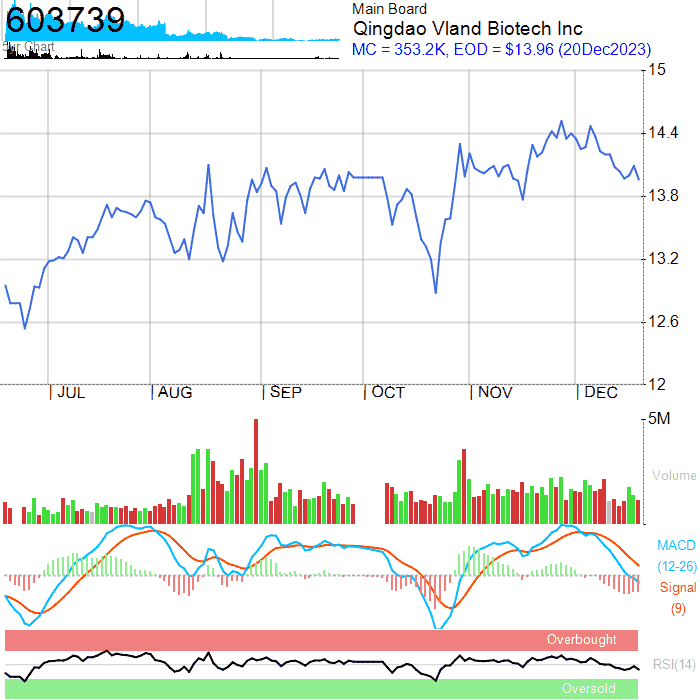 603739
5yr Chart
Main Board
Qingdao Vland Biotech Inc
MC = 353.2K, EOD = $13.96 (20Dec2023)
15
14.4
13.8
13.2
12.6
12
JUL AUG SEP OCT NOV DEC
5M
Volume
MACD
(12-26)
Signal
(9)
Overbought
RSI(14)
Oversold